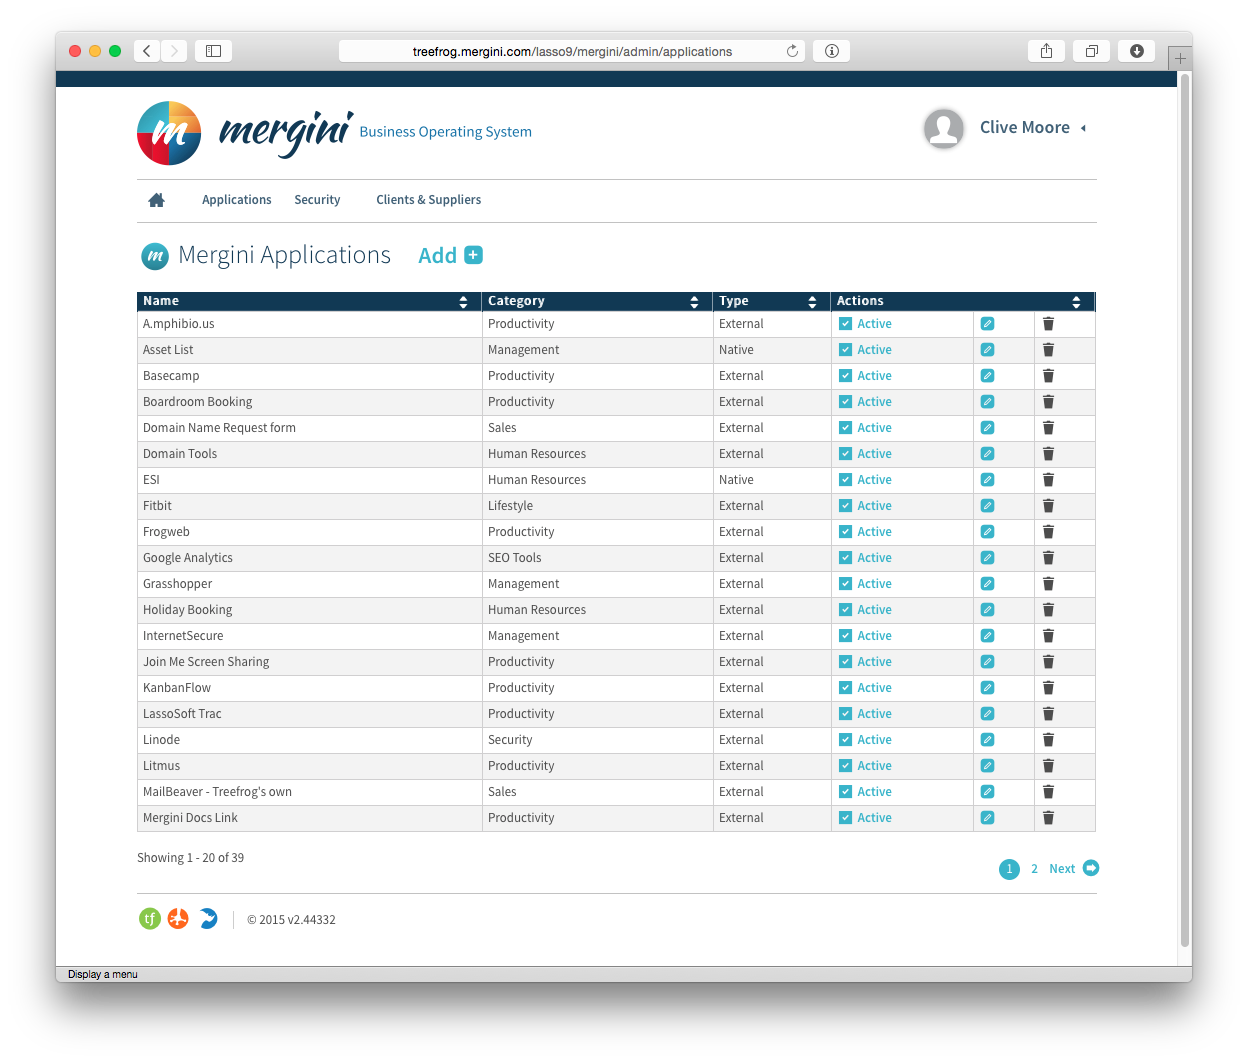 treefrog.mergini.com/lasso9/mergini/admin/applications
m mergini Business Operating System
Clive Moore
Applications Security Clients & Suppliers
m Mergini Applications Add +
Name Category Type Actions
A.mphibio.us Productivity External Active
Asset List Management Native Active
Basecamp Productivity External Active
Boardroom Booking Productivity External Active
Domain Name Request form Sales External Active
Domain Tools Human Resources External Active
ESI Human Resources Native Active
Fitbit Lifestyle External Active
Frogweb Productivity External Active
Google Analytics SEO Tools External Active
Grasshopper Management External Active
Holiday Booking Human Resources External Active
InternetSecure Management External Active
Join Me Screen Sharing Productivity External Active
KanbanFlow Productivity External Active
LassoSoft Trac Productivity External Active
Linode Security External Active
Litmus Productivity External Active
MailBeaver - Treefrog's own Sales External Active
Mergini Docs Link Productivity External Active
Showing 1 - 20 of 39
1 2 Next
tf © 2015 v2.44332
Display a menu